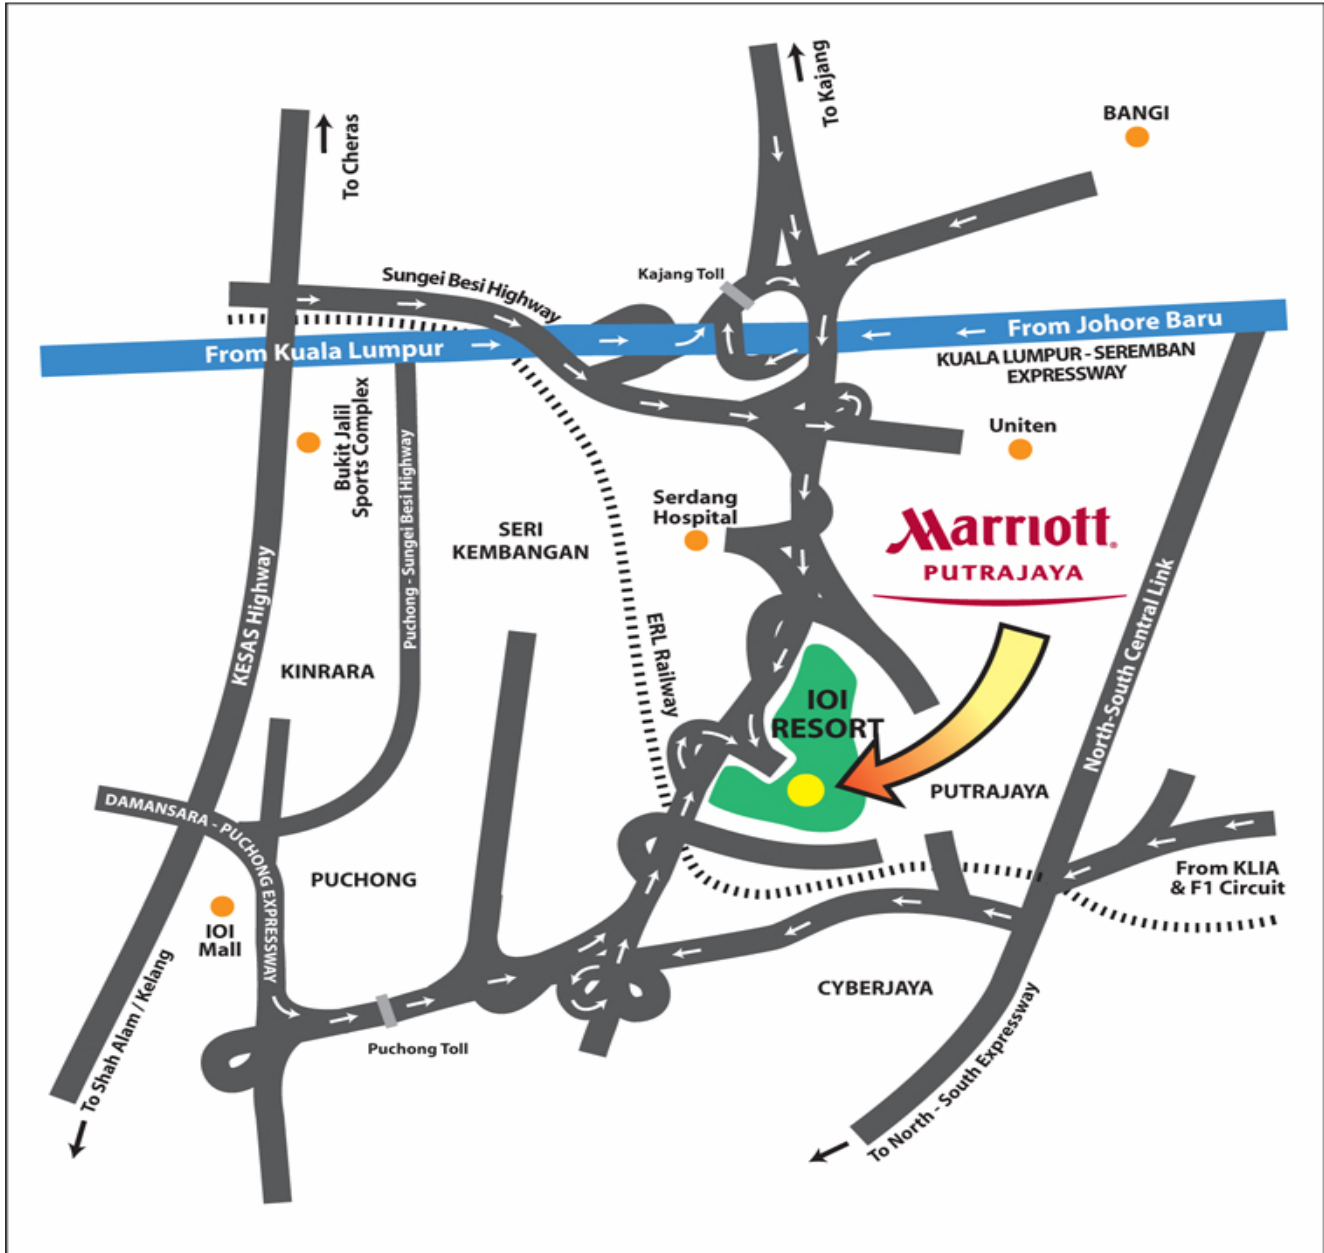 To Kajang
BANGI
To Cheras
Sungei Besi Highway
Kajang Toll
From Kuala Lumpur
From Johore Baru
KUALA LUMPUR - SEREMBAN
EXPRESSWAY
Bukit Jalil
Sports Complex
Puchong - Sungei Besi Highway
Uniten
Serdang
Hospital
SERI
KEMBANGAN
Marriott
PUTRAJAYA
KESAS Highway
KINRARA
ERL Railway
North-South Central Link
IOI
RESORT
PUTRAJAYA
DAMANSARA - PUCHONG EXPRESSWAY
PUCHONG
From KLIA
& F1 Circuit
IOI
Mall
CYBERJAYA
To Shah Alam / Kelang
Puchong Toll
To North - South Expressway